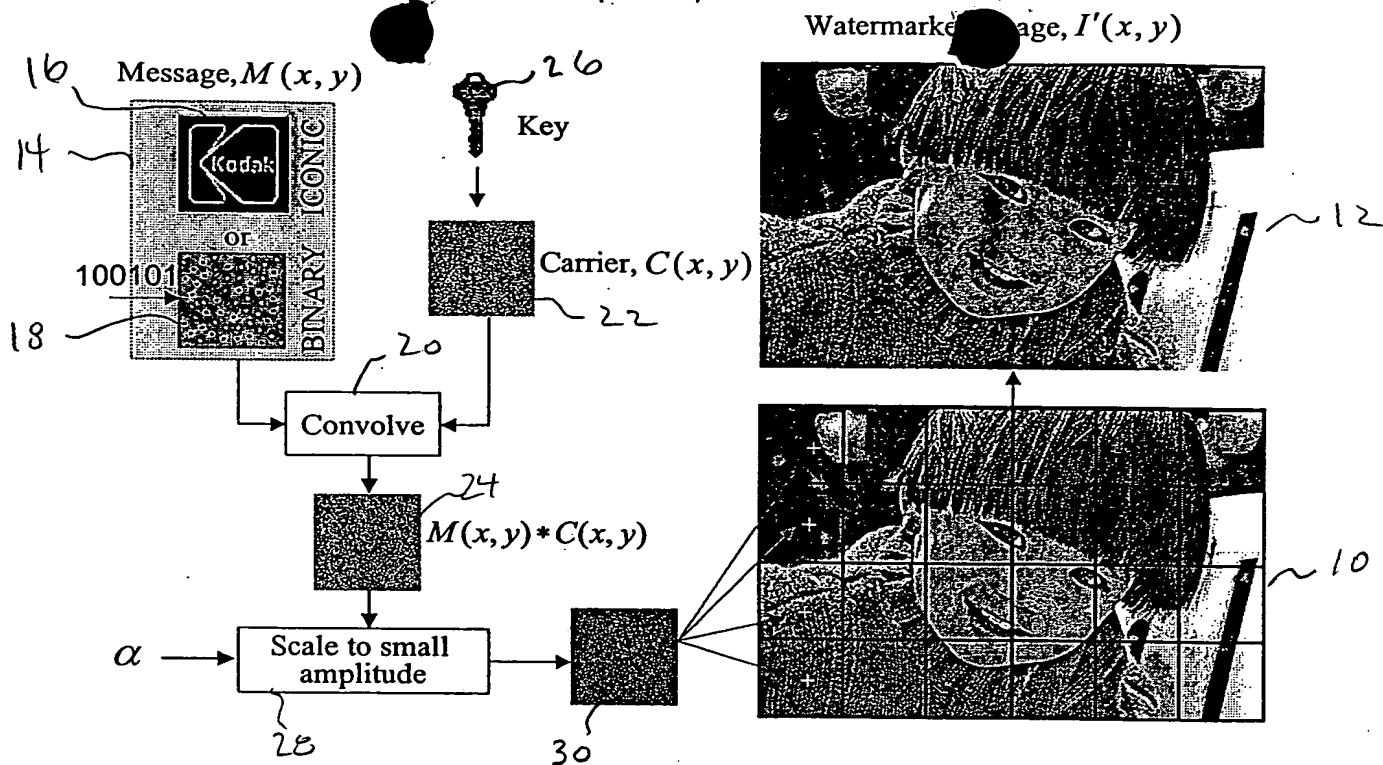 Watermarke age, I'(x, y)
16
Message, M (x, y)
26
Key
14
Kodak
or
BINARY ICONIC
100101
18
Carrier, C(x, y)
22
12
20
Convolve
24
M(x, y)*C(x, y)
10
α
Scale to small
amplitude
28
30